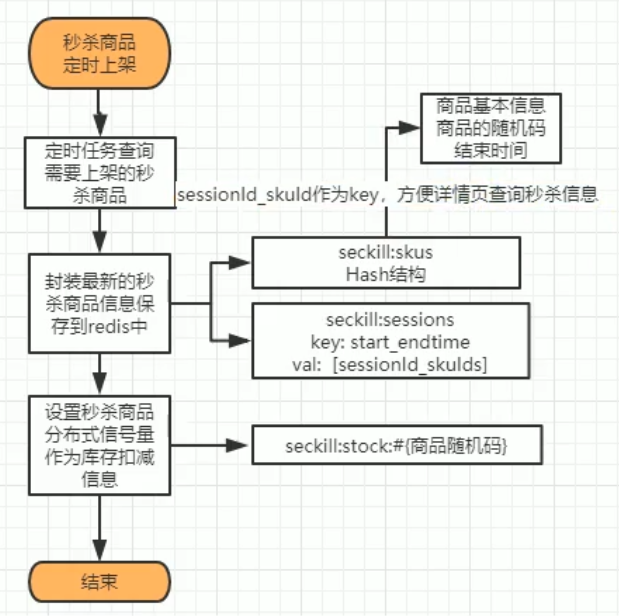 秒杀商品
定时上架
商品基本信息
商品的随机码
结束时间
定时任务查询
需要上架的秒
杀商品
sessionId_skuId作为key，方便详情页查询秒杀信息
seckill:skus
Hash结构
封装最新的秒
杀商品信息保
存到redis中
seckill:sessions
key: start_endtime
val: [sessionId_skuIds]
设置秒杀商品
分布式信号量
作为库存扣减
信息
seckill:stock:#{商品随机码}
结束